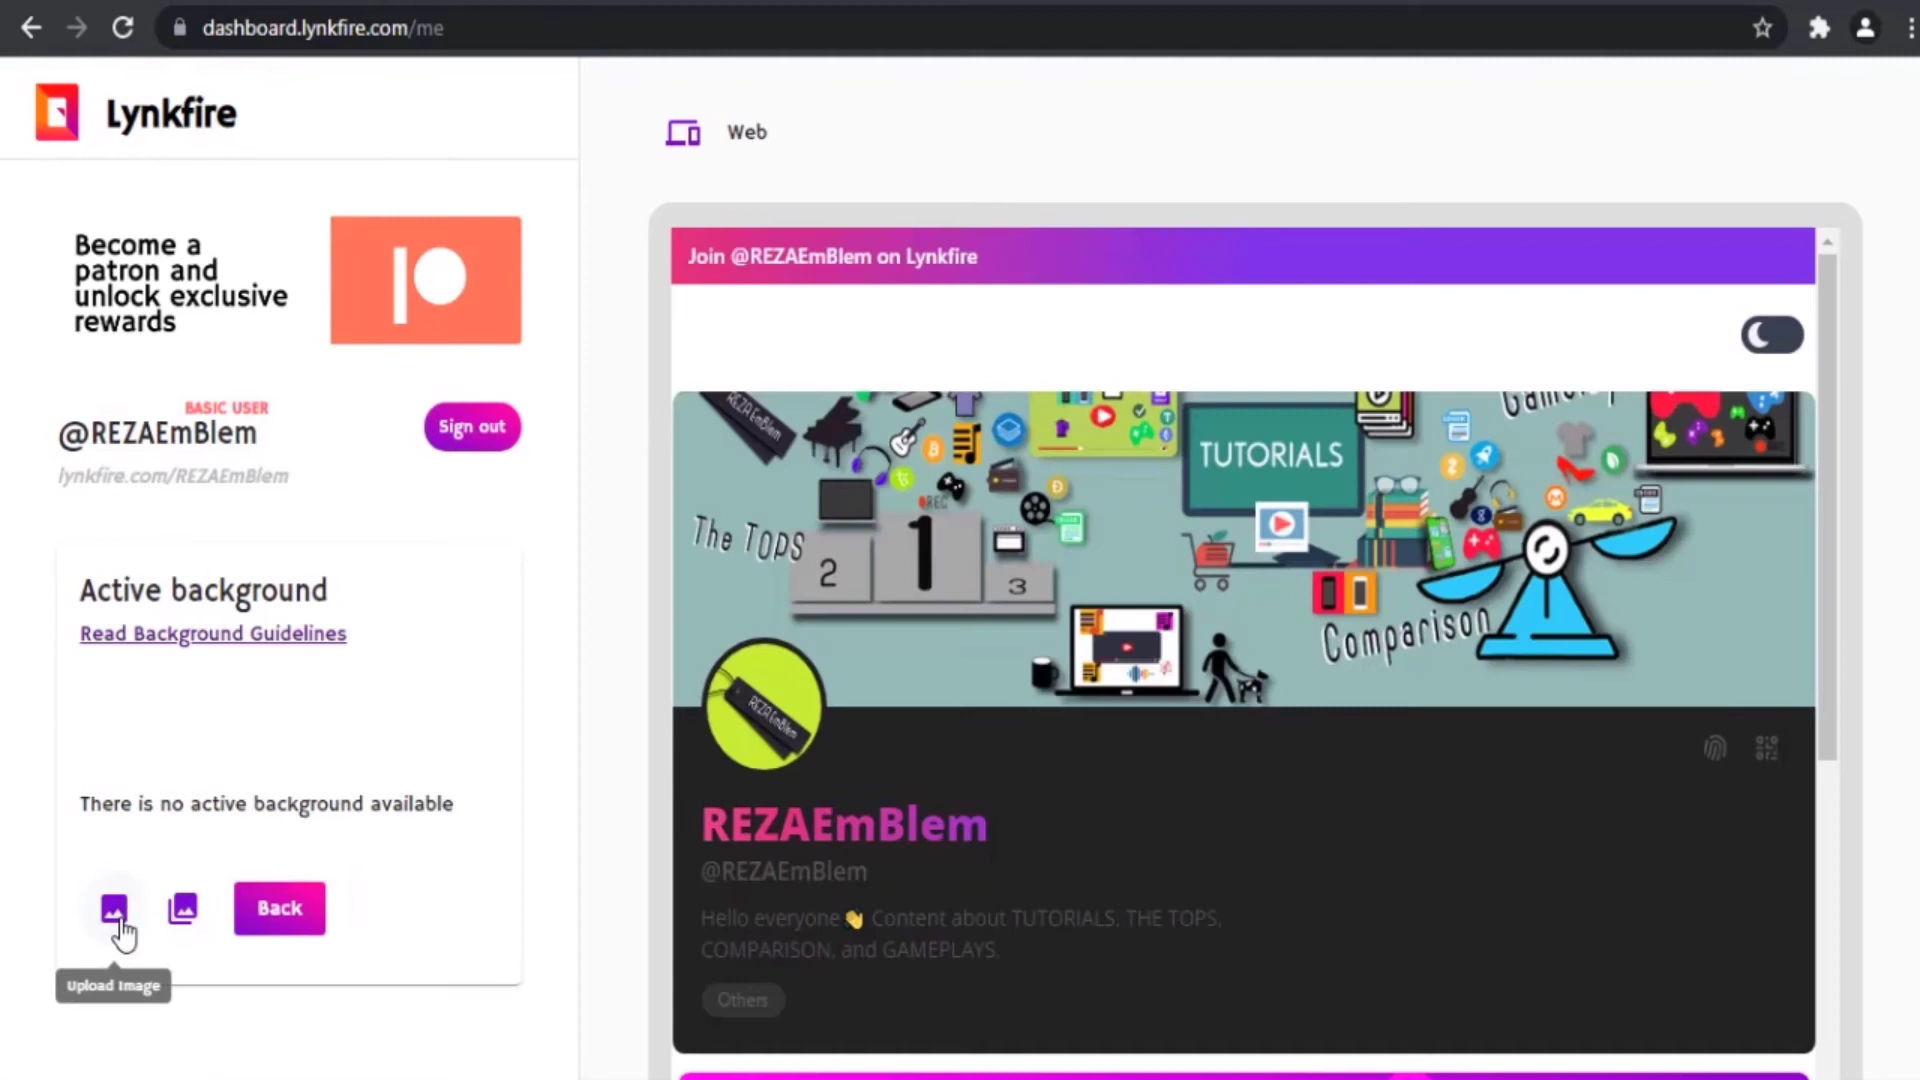 dashboard.lynkfire.com/me
Lynkfire
Web
Become a
patron and
unlock exclusive
rewards
Join @REZAEmBlem on Lynkfire
BASIC USER
@REZAEmBlem
Sign out
lynkfire.com/REZAEmBlem
REZAEmBlem
TUTORIALS
REC
The TOPS
1
2
3
Comparison
REZAEmBlem
Active background
Read Background Guidelines
There is no active background available
Back
Upload Image
REZAEmBlem
@REZAEmBlem
Hello everyone👋 Content about TUTORIALS, THE TOPS,
COMPARISON, and GAMEPLAYS.
Others